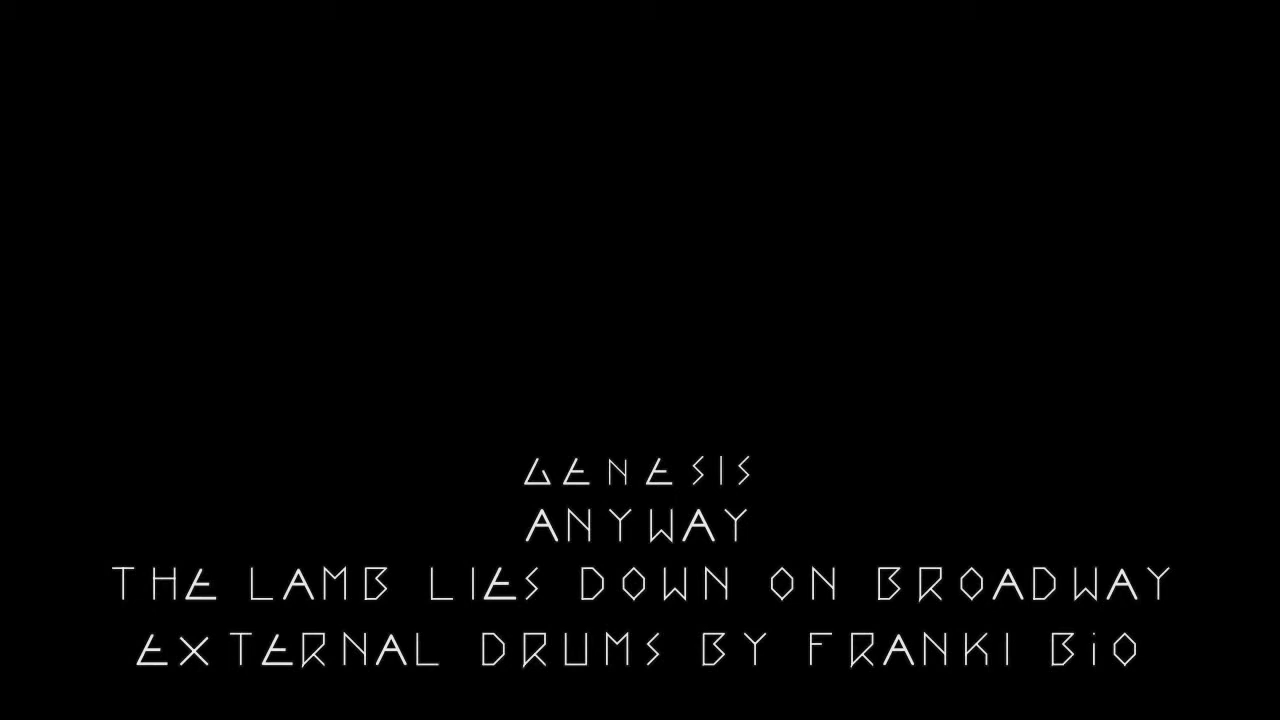 GENESIS
ANYWAY
THE LAMB LIES DOWN ON BROADWAY
EXTERNAL DRUMS BY FRANKI BiO